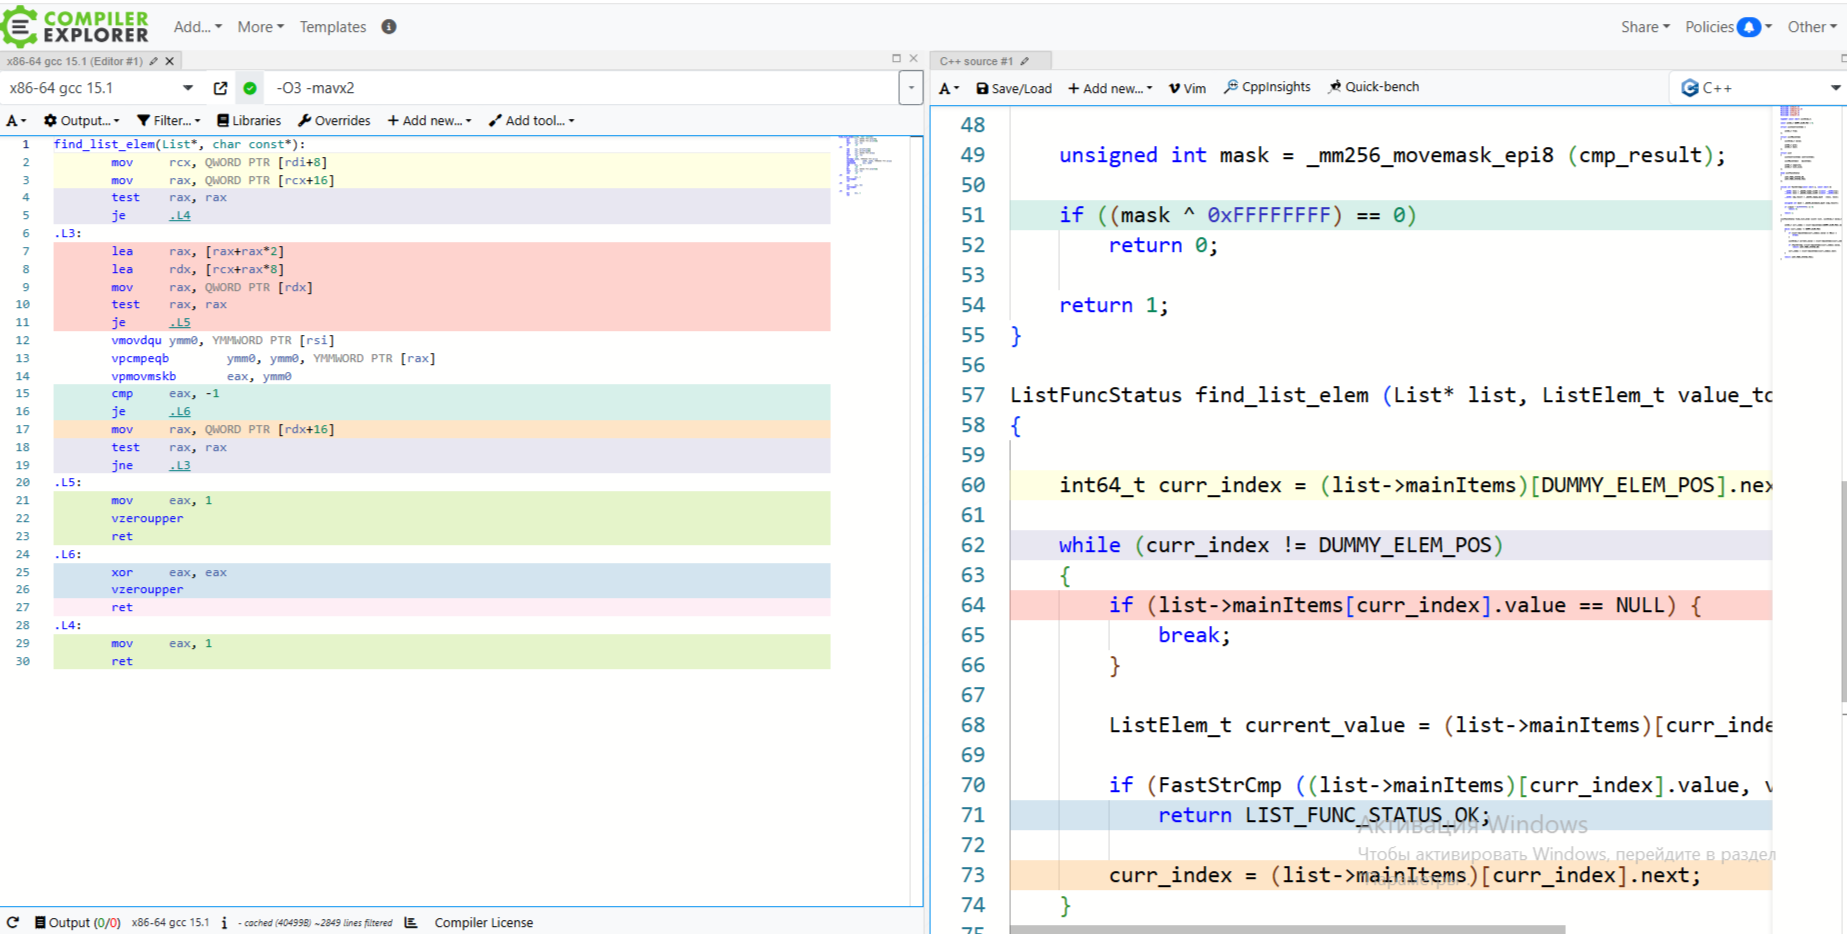 COMPILER EXPLORER
Add... More Templates
Share Policies Other
x86-64 gcc 15.1 (Editor #1)
x86-64 gcc 15.1 -O3 -mavx2
A Output... Filter... Libraries Overrides + Add new... Add tool...
1 find_list_elem(List*, char const*):
2 mov rcx, QWORD PTR [rdi+8]
3 mov rax, QWORD PTR [rcx+16]
4 test rax, rax
5 je .L4
6 .L3:
7 lea rax, [rax+rax*2]
8 lea rdx, [rcx+rax*8]
9 mov rax, QWORD PTR [rdx]
10 test rax, rax
11 je .L5
12 vmovdqu ymm0, YMMWORD PTR [rsi]
13 vpcmpeqb ymm0, ymm0, YMMWORD PTR [rax]
14 vpmovmskb eax, ymm0
15 cmp eax, -1
16 je .L6
17 mov rax, QWORD PTR [rdx+16]
18 test rax, rax
19 jne .L3
20 .L5:
21 mov eax, 1
22 vzeroupper
23 ret
24 .L6:
25 xor eax, eax
26 vzeroupper
27 ret
28 .L4:
29 mov eax, 1
30 ret
Output (0/0) x86-64 gcc 15.1 i - cached (40499B) ~2849 lines filtered Compiler License
C++ source #1
A Save/Load + Add new... Vim CppInsights Quick-bench
C++
48
49 unsigned int mask = _mm256_movemask_epi8 (cmp_result);
50
51 if ((mask ^ 0xFFFFFFFF) == 0)
52 return 0;
53
54 return 1;
55 }
56
57 ListFuncStatus find_list_elem (List* list, ListElem_t value_to
58 {
59
60 int64_t curr_index = (list->mainItems)[DUMMY_ELEM_POS].nex
61
62 while (curr_index != DUMMY_ELEM_POS)
63 {
64 if (list->mainItems[curr_index].value == NULL) {
65 break;
66 }
67
68 ListElem_t current_value = (list->mainItems)[curr_inde
69
70 if (FastStrCmp ((list->mainItems)[curr_index].value, v
71 return LIST_FUNC_STATUS_OK;
72
73 curr_index = (list->mainItems)[curr_index].next;
74 }
75
Активация Windows
Чтобы активировать Windows, перейдите в раздел
"Параметры".